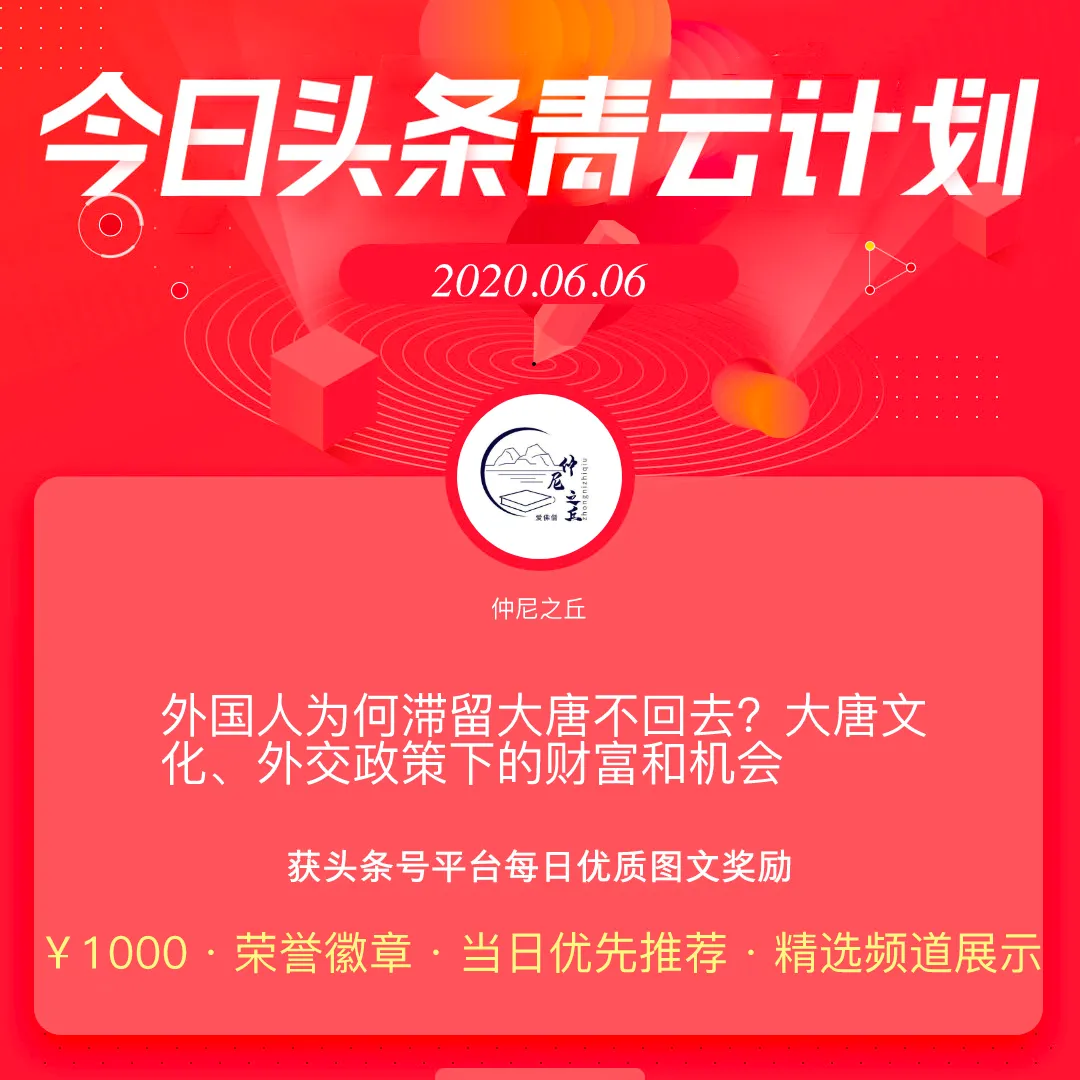 今日头条青云计划
2020.06.06
仲尼之丘
zhongnizhiqiu
爱佛僧
仲尼之丘
外国人为何滞留大唐不回去？大唐文
化、外交政策下的财富和机会
获头条号平台每日优质图文奖励
￥1000 · 荣誉徽章 · 当日优先推荐 · 精选频道展示